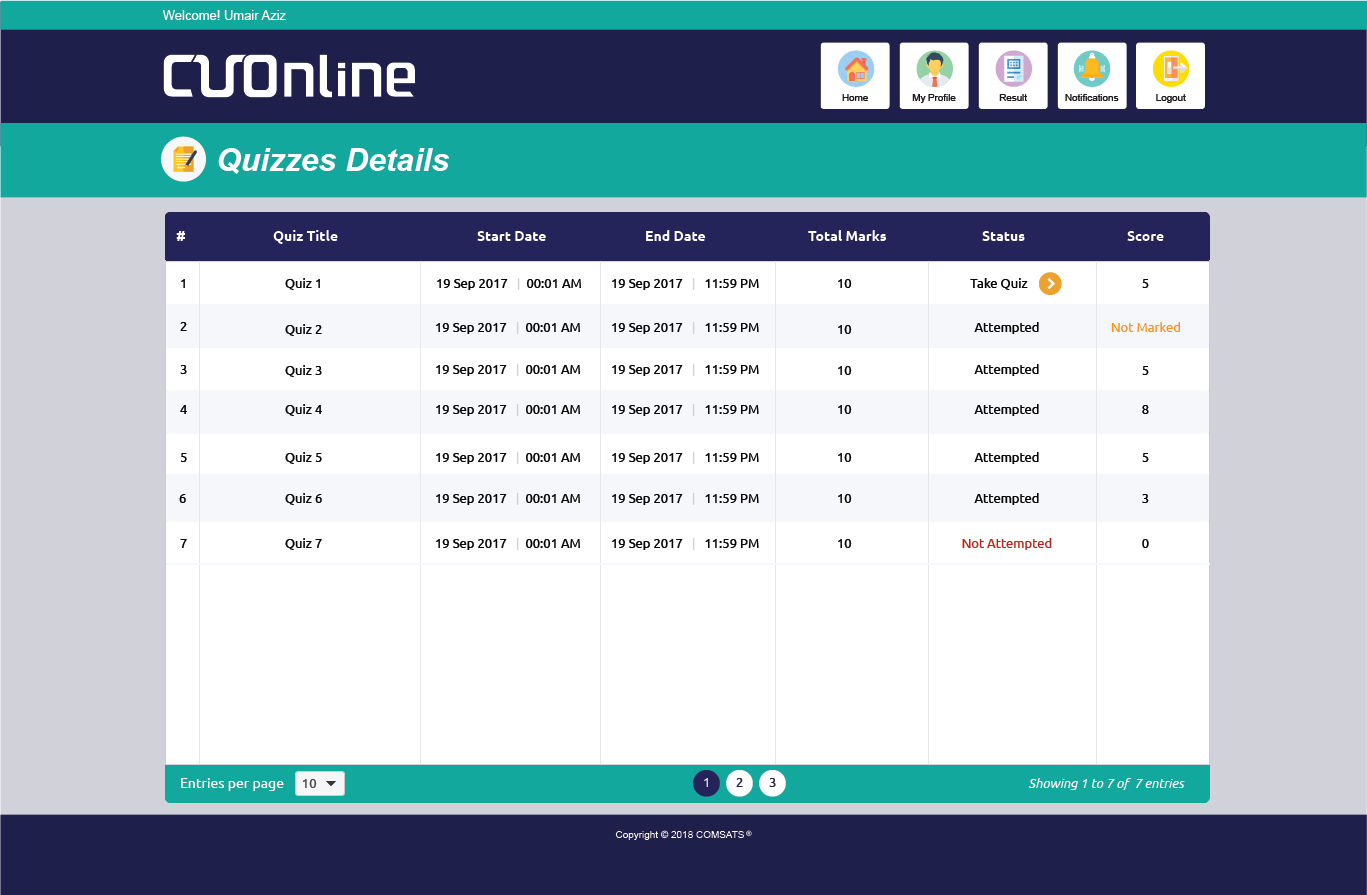 Welcome! Umair Aziz
CUOnline
Home My Profile Result Notifications Logout
Quizzes Details
# Quiz Title Start Date End Date Total Marks Status Score
1 Quiz 1 19 Sep 2017 | 00:01 AM 19 Sep 2017 | 11:59 PM 10 Take Quiz 5
2 Quiz 2 19 Sep 2017 | 00:01 AM 19 Sep 2017 | 11:59 PM 10 Attempted Not Marked
3 Quiz 3 19 Sep 2017 | 00:01 AM 19 Sep 2017 | 11:59 PM 10 Attempted 5
4 Quiz 4 19 Sep 2017 | 00:01 AM 19 Sep 2017 | 11:59 PM 10 Attempted 8
5 Quiz 5 19 Sep 2017 | 00:01 AM 19 Sep 2017 | 11:59 PM 10 Attempted 5
6 Quiz 6 19 Sep 2017 | 00:01 AM 19 Sep 2017 | 11:59 PM 10 Attempted 3
7 Quiz 7 19 Sep 2017 | 00:01 AM 19 Sep 2017 | 11:59 PM 10 Not Attempted 0
Entries per page 10 1 2 3 Showing 1 to 7 of 7 entries
Copyright © 2018 COMSATS®